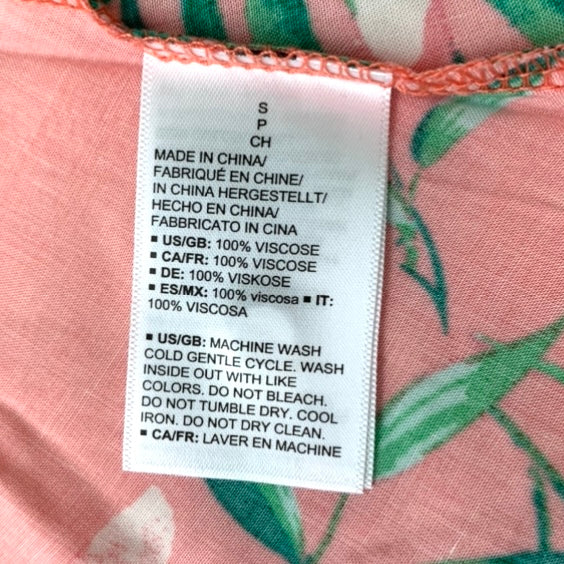 S
P
CH
MADE IN CHINA/
FABRIQUÉ EN CHINE/
IN CHINA HERGESTELLT/
HECHO EN CHINA/
FABBRICATO IN CINA
▪ US/GB: 100% VISCOSE
▪ CA/FR: 100% VISCOSE
▪ DE: 100% VISKOSE
▪ ES/MX: 100% viscosa ▪ IT:
100% VISCOSA
▪ US/GB: MACHINE WASH
COLD GENTLE CYCLE. WASH
INSIDE OUT WITH LIKE
COLORS. DO NOT BLEACH.
DO NOT TUMBLE DRY. COOL
IRON. DO NOT DRY CLEAN.
▪ CA/FR: LAVER EN MACHINE